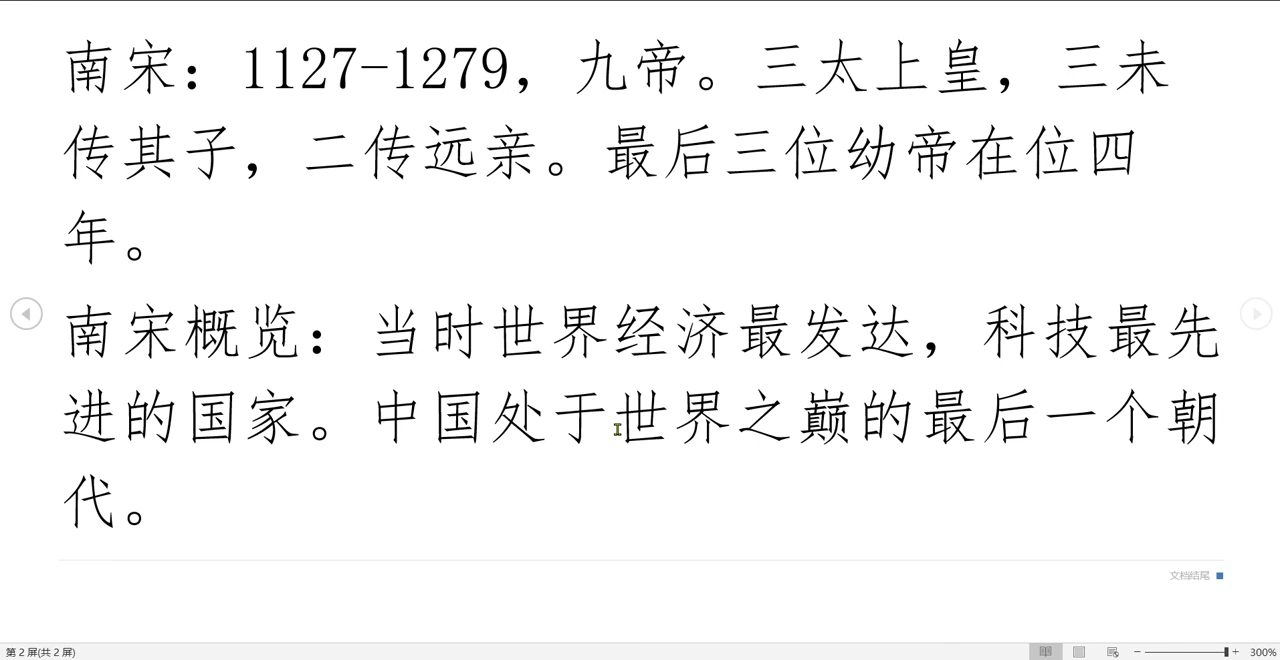 南宋：1127-1279，九帝。三太上皇，三未
传其子，二传远亲。最后三位幼帝在位四
年。
南宋概览：当时世界经济最发达，科技最先
进的国家。中国处于世界之巅的最后一个朝
代。
文档结尾
第 2 屏(共 2 屏)
300%